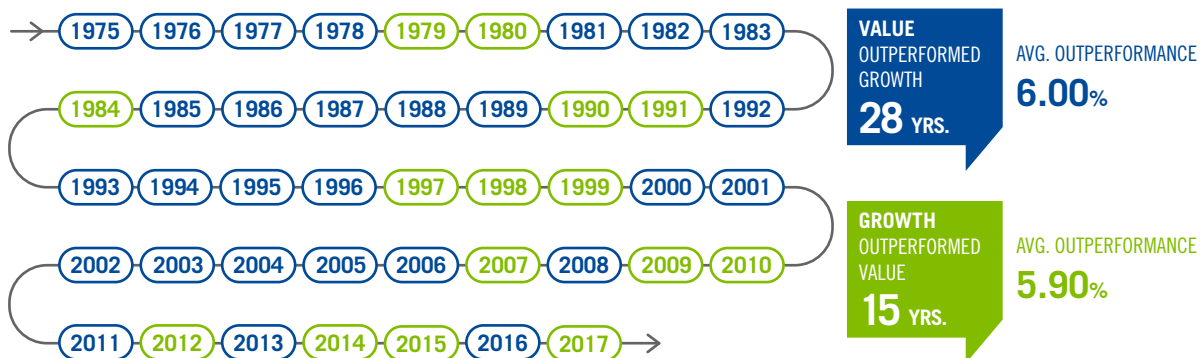 1975 1976 1977 1978 1979 1980 1981 1982 1983
1984 1985 1986 1987 1988 1989 1990 1991 1992
1993 1994 1995 1996 1997 1998 1999 2000 2001
2002 2003 2004 2005 2006 2007 2008 2009 2010
2011 2012 2013 2014 2015 2016 2017
VALUE
OUTPERFORMED
GROWTH
28 YRS.
AVG. OUTPERFORMANCE
6.00%
GROWTH
OUTPERFORMED
VALUE
15 YRS.
AVG. OUTPERFORMANCE
5.90%